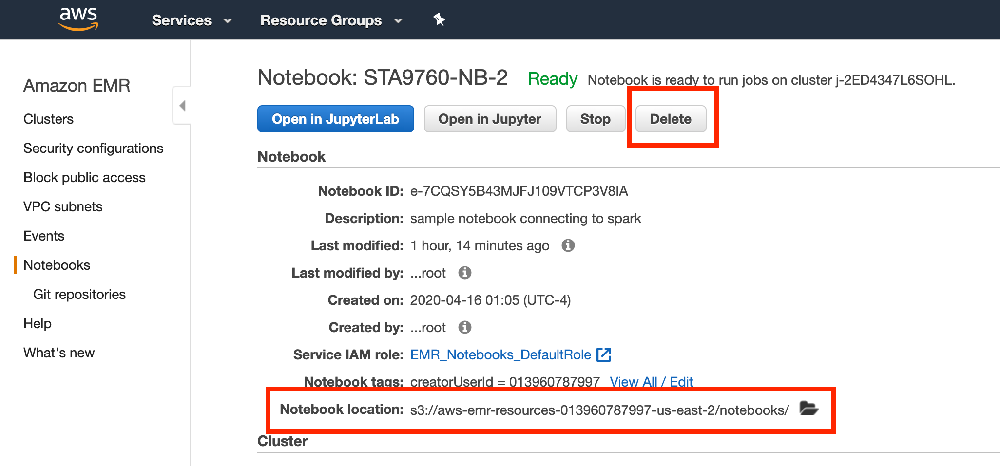 aws Services Resource Groups
Amazon EMR
Clusters
Security configurations
Block public access
VPC subnets
Events
Notebooks
Git repositories
Help
What's new
Notebook: STA9760-NB-2 Ready Notebook is ready to run jobs on cluster j-2ED4347L6SOHL.
Open in JupyterLab Open in Jupyter Stop Delete
Notebook
Notebook ID: e-7CQSY5B43MJFJ109VTCP3V8IA
Description: sample notebook connecting to spark
Last modified: 1 hour, 14 minutes ago
Last modified by: ...root
Created on: 2020-04-16 01:05 (UTC-4)
Created by: ...root
Service IAM role: EMR_Notebooks_DefaultRole
Notebook tags: creatorUserId = 013960787997 View All / Edit
Notebook location: s3://aws-emr-resources-013960787997-us-east-2/notebooks/
Cluster